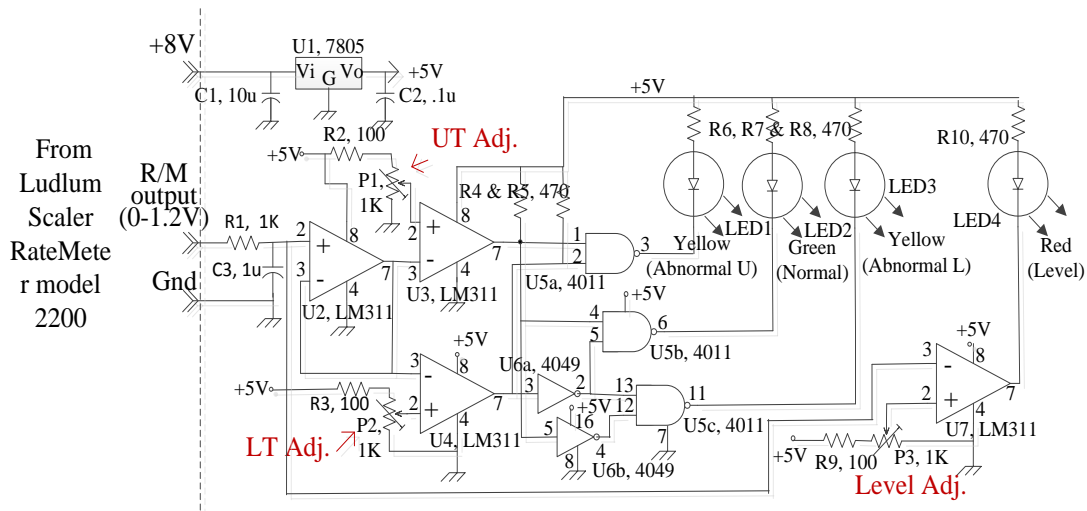 +8V
U1, 7805
Vi
Vo
G
+5V
C1, 10u
C2, .1u
From
Ludlum
Scaler
RateMete
r model
2200
R/M
output
(0-1.2V)
Gnd
R1, 1K
C3, 1u
R2, 100
+5V
P1,
1K
UT Adj.
2
+
3
-
8
4
7
U2, LM311
2
+
3
-
8
4
7
U3, LM311
R4 & R5, 470
+5V
R6, R7 & R8, 470
R10, 470
1
2
3
U5a, 4011
LED1
Yellow
(Abnormal U)
LED2
Green
(Normal)
LED3
Yellow
(Abnormal L)
LED4
Red
(Level)
+5V
4
5
6
U5b, 4011
+5V
3
-
2
+
8
4
7
U4, LM311
+5V
R3, 100
P2,
1K
LT Adj.
U6a, 4049
3
2
+5V
16
5
4
8
U6b, 4049
13
12
11
7
U5c, 4011
+5V
3
-
2
+
8
4
7
U7, LM311
+5V
R9, 100
P3, 1K
Level Adj.